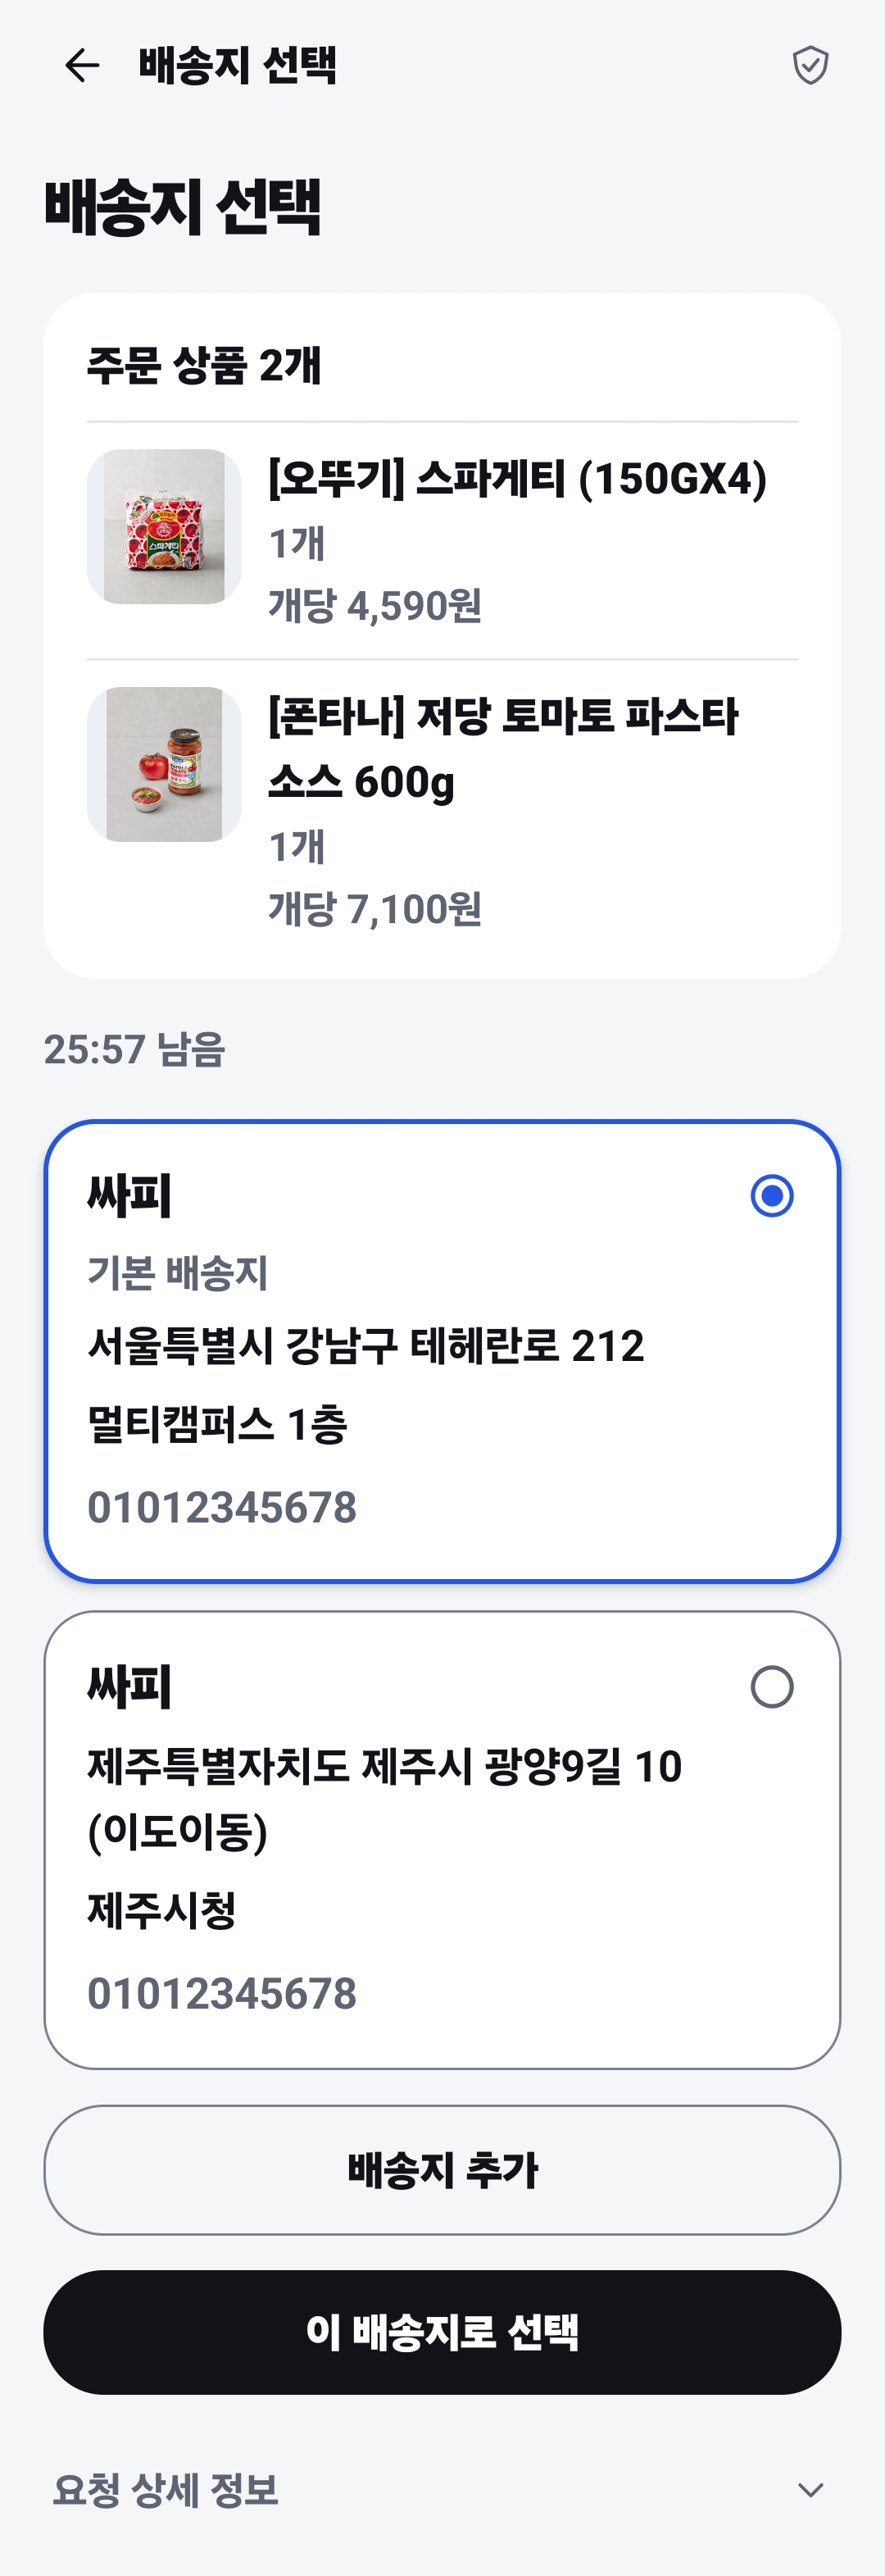 배송지 선택
배송지 선택
주문 상품 2개
[오뚜기] 스파게티 (150GX4)
1개
개당 4,590원
스파게티
[폰타나] 저당 토마토 파스타
소스 600g
1개
개당 7,100원
25:57 남음
싸피
기본 배송지
서울특별시 강남구 테헤란로 212
멀티캠퍼스 1층
01012345678
싸피
제주특별자치도 제주시 광양9길 10
(이도이동)
제주시청
01012345678
배송지 추가
이 배송지로 선택
요청 상세 정보